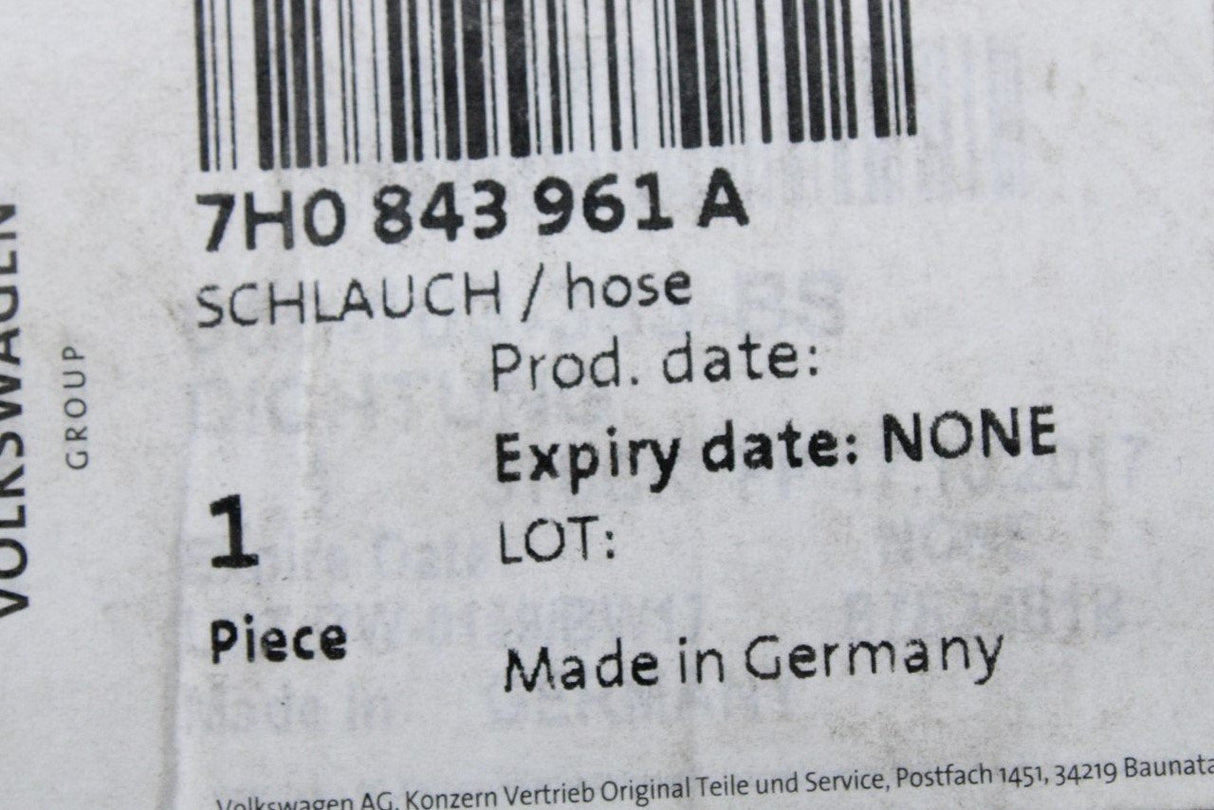 VOLKSWAGEN
GROUP
7H0 843 961 A
SCHLAUCH / hose
Prod. date:
Expiry date: NONE
1
LOT:
Piece
Made in Germany
Volkswagen AG, Konzern Vertrieb Original Teile und Service, Postfach 1451, 34219 Baunata